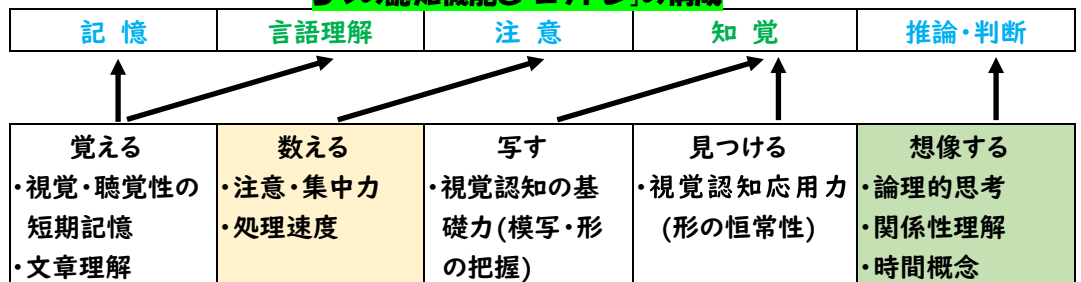 記 憶 言語理解 注 意 知 覚 推論・判断
覚える
・視覚・聴覚性の
短期記憶
・文章理解
数える
・注意・集中力
・処理速度
写す
・視覚認知の基
礎力(模写・形
の把握)
見つける
・視覚認知応用力
(形の恒常性)
想像する
・論理的思考
・関係性理解
・時間概念